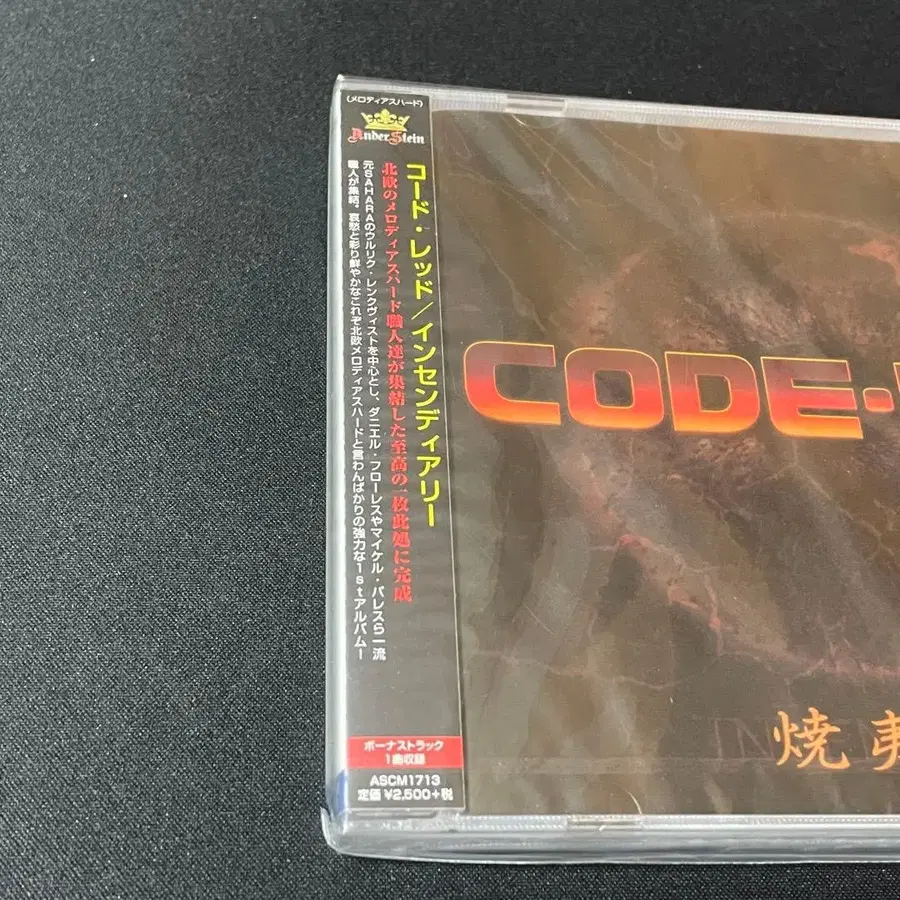 (メロディアスハード)
AnderStein
コード・レッド/インセンディアリー
北欧のメロディアスハード職人達が集結した至高の一枚此処に完成
元SAHARAのウルリク・レンクヴィストを中心とし、ダニエル・フローレスやマイケル・パレスら一流
職人が集結。哀愁と彩り鮮やかなこれぞ北欧メロディアスハードと言わんばかりの強力な1stアルバム！
ボーナストラック
1曲収録
ASCM1713
定価 ¥2,500+税
CODE
焼夷